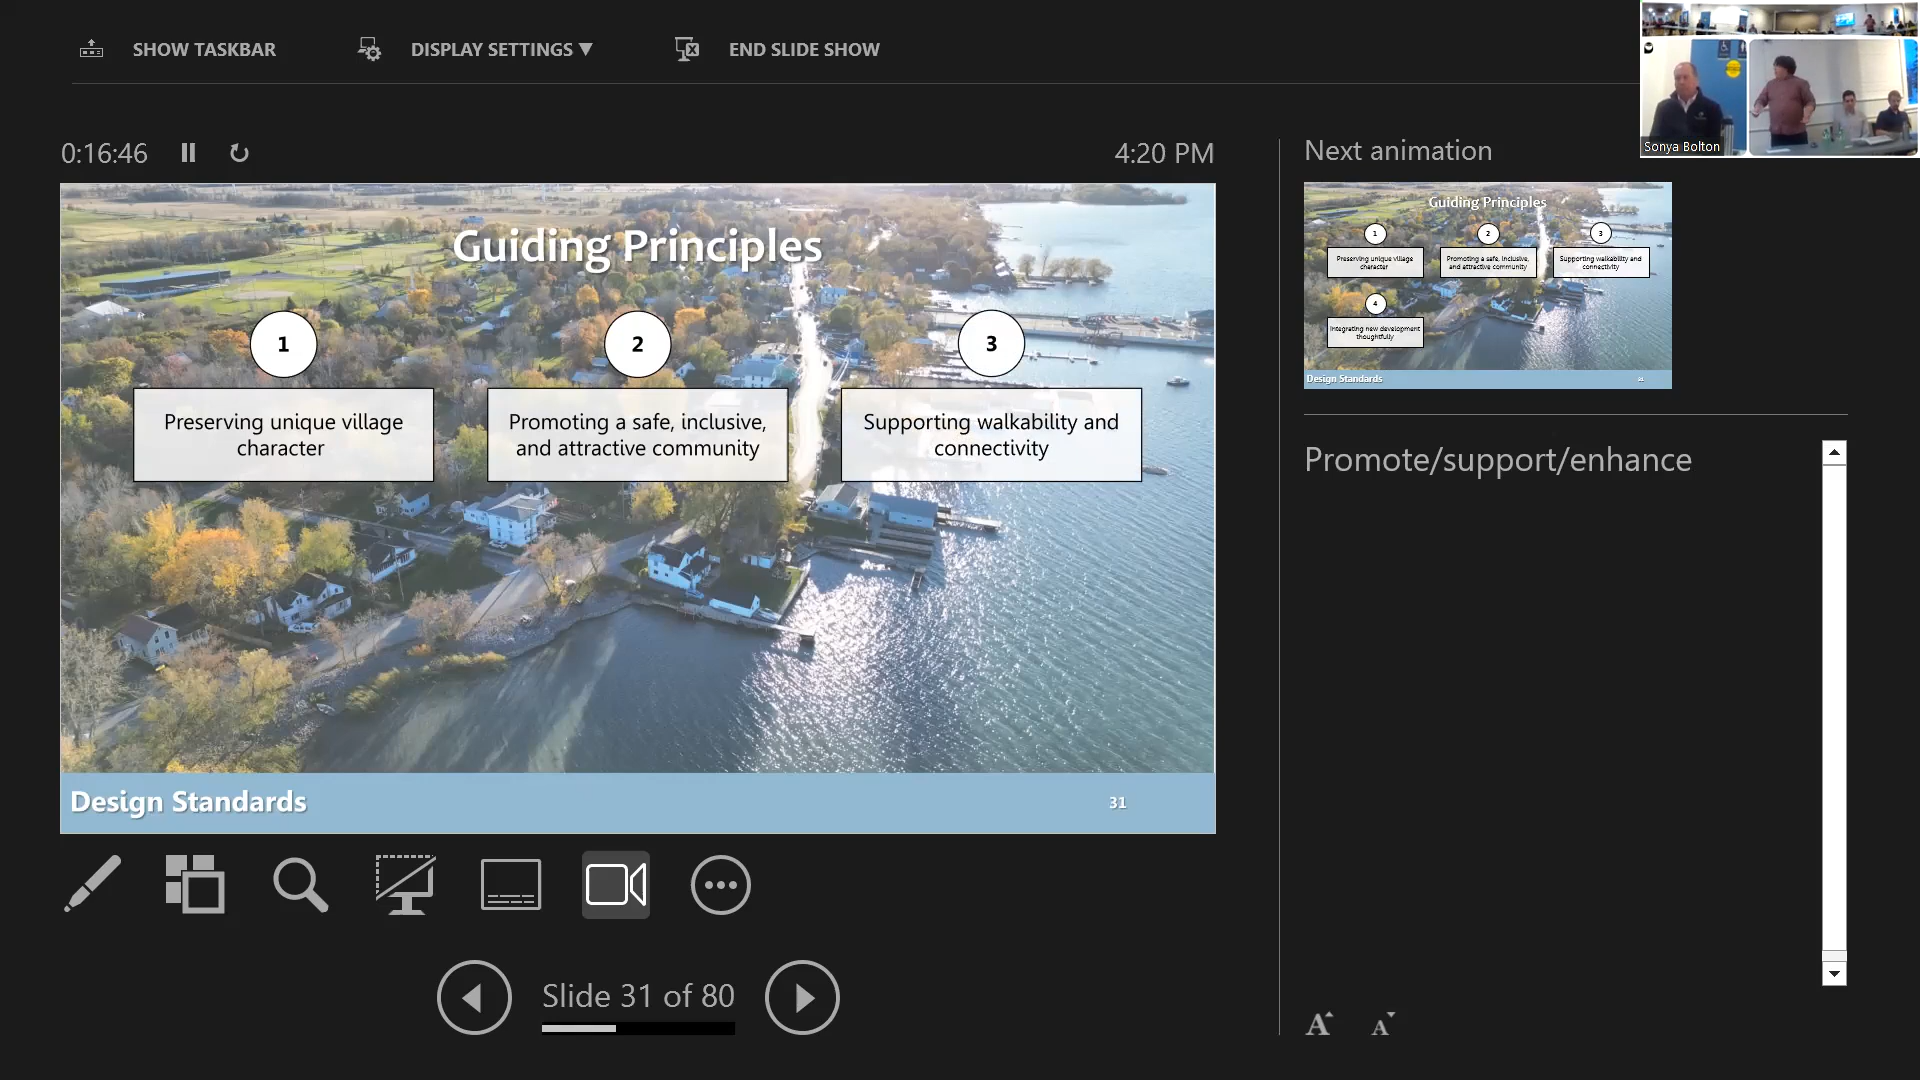 SHOW TASKBAR
DISPLAY SETTINGS ▼
END SLIDE SHOW
Sonya Bolton
0:16:46
4:20 PM
Guiding Principles
1
Preserving unique village
character
2
Promoting a safe, inclusive,
and attractive community
3
Supporting walkability and
connectivity
Design Standards
31
Slide 31 of 80
Next animation
Guiding Principles
1
Preserving unique village
character
2
Promoting a safe, inclusive,
and attractive community
3
Supporting walkability and
connectivity
4
Integrating new development
thoughtfully
Design Standards
31
Promote/support/enhance
A
A